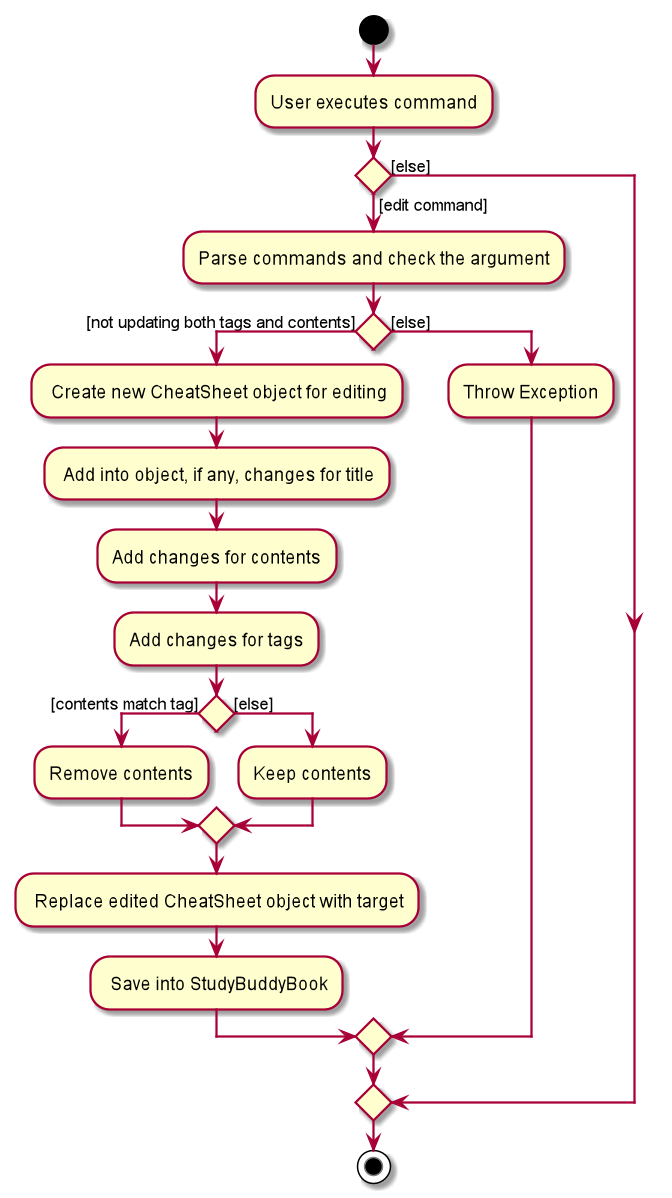 User executes command
[else]
[edit command]
Parse commands and check the argument
[not updating both tags and contents]
[else]
Create new CheatSheet object for editing
Throw Exception
Add into object, if any, changes for title
Add changes for contents
Add changes for tags
[contents match tag]
[else]
Remove contents
Keep contents
Replace edited CheatSheet object with target
Save into StudyBuddyBook